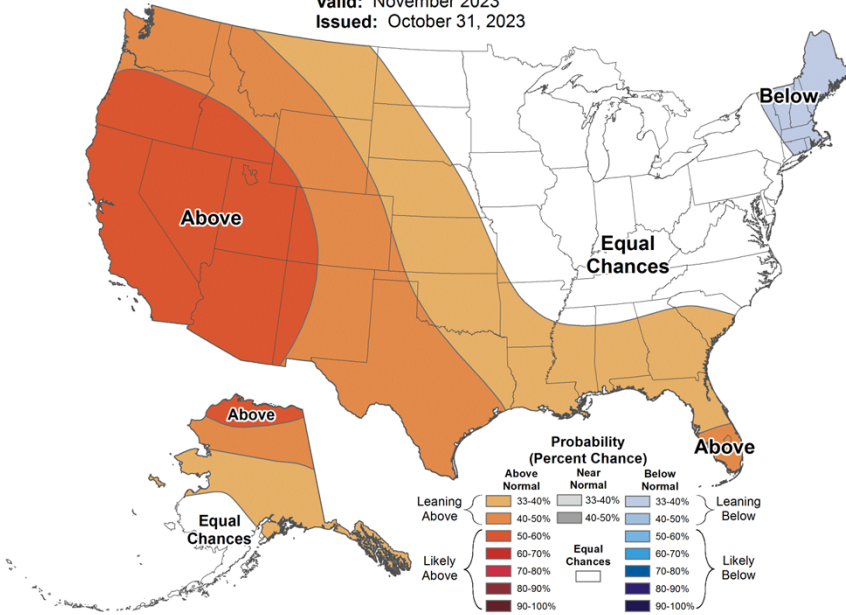 Valid: November 2023
Issued: October 31, 2023
Below
Above
Equal
Chances
Above
Above
Equal
Chances
Probability
(Percent Chance)
Above
Normal
Near
Normal
Below
Normal
Leaning
Above
33-40%
33-40%
33-40%
Leaning
Below
40-50%
40-50%
40-50%
Likely
Above
50-60%
50-60%
Likely
Below
60-70%
60-70%
Equal
Chances
70-80%
70-80%
80-90%
80-90%
90-100%
90-100%